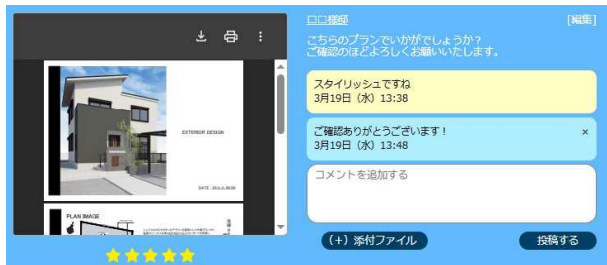 □□様邸
[編集]
こちらのプランでいかがでしょうか？
ご確認のほどよろしくお願いいたします。
スタイリッシュですね
3月19日（水）13:38
ご確認ありがとうございます！
×
3月19日（水）13:48
コメントを追加する
（+）添付ファイル
投稿する
EXTERIOR DESIGN
PLAN IMAGE